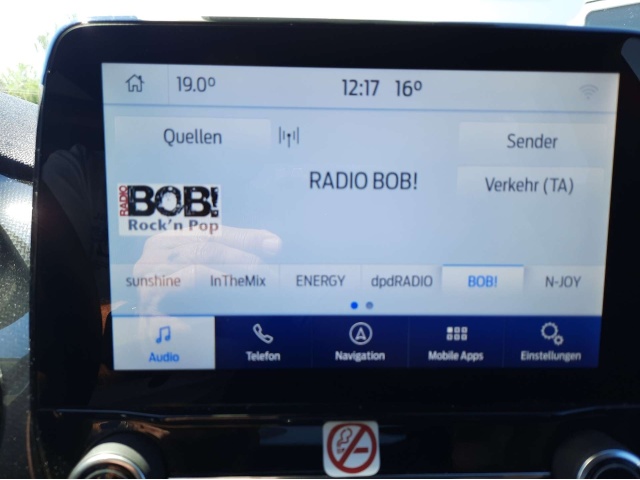 19.0° 12:17 16°
Quellen
Sender
RADIO BOB!
Verkehr (TA)
RADIO
BOB!
Rock'n Pop
sunshine InTheMix ENERGY dpdRADIO BOB! N-JOY
Audio Telefon Navigation Mobile Apps Einstellungen